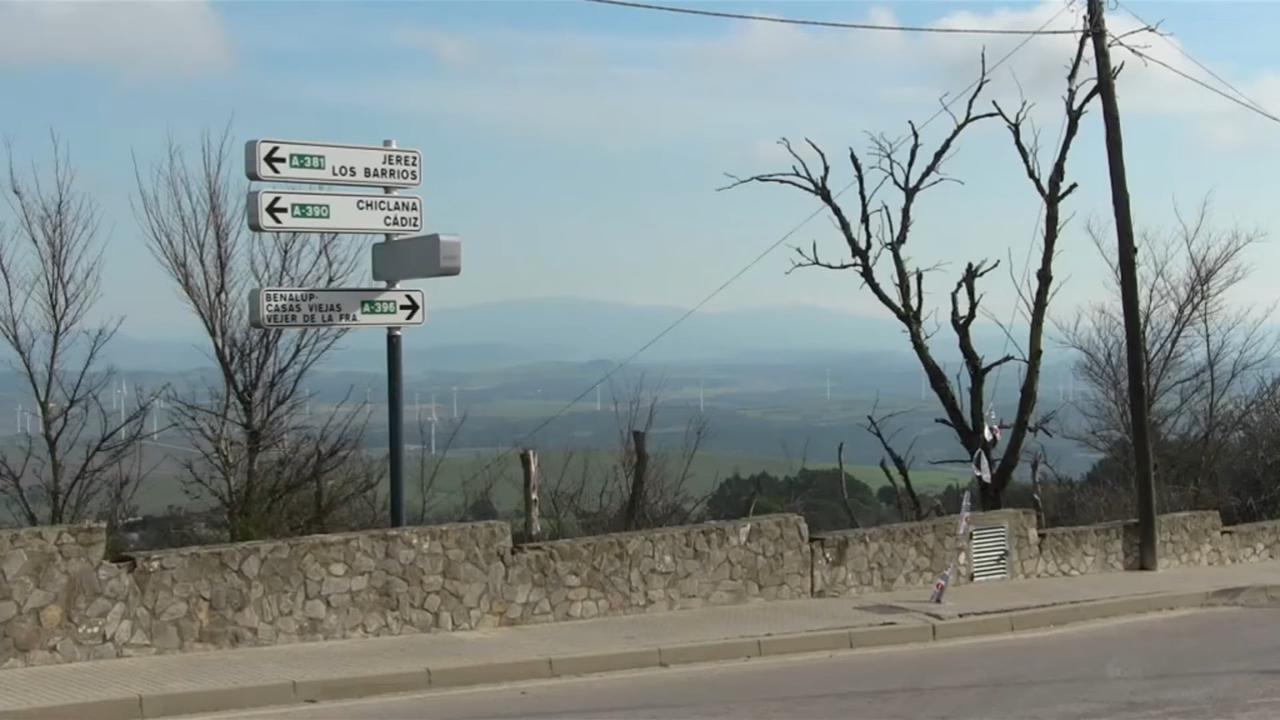 A-381 JEREZ
LOS BARRIOS
A-390 CHICLANA
CÁDIZ
BENALUP-
CASAS VIEJAS A-396
VEJER DE LA FRA.